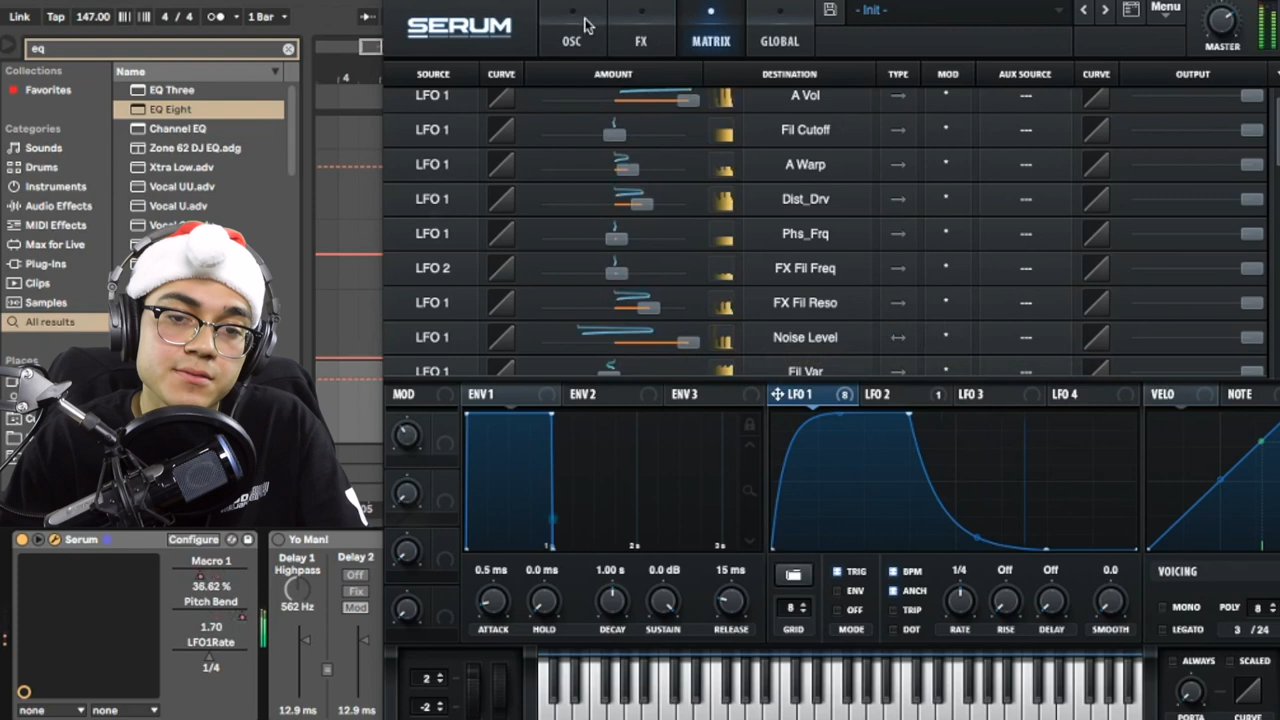 Link Tap 147.00 4 / 4 1 Bar
eq
Collections
Favorites
Categories
Sounds
Drums
Instruments
Audio Effects
MIDI Effects
Max for Live
Plug-Ins
Clips
Samples
All results
Places
Name
EQ Three
EQ Eight
Channel EQ
Zone 62 DJ EQ.adg
Xtra Low.adv
Vocal UU.adv
Vocal U.adv
4
SERUM
OSC FX MATRIX GLOBAL
- Init -
Menu
MASTER
SOURCE CURVE AMOUNT DESTINATION TYPE MOD AUX SOURCE CURVE OUTPUT
LFO 1 A Vol ---
LFO 1 Fil Cutoff * ---
LFO 1 A Warp * ---
LFO 1 Dist_Drv * ---
LFO 1 Phs_Frq * ---
LFO 2 FX Fil Freq * ---
LFO 1 FX Fil Reso * ---
LFO 1 Noise Level * ---
LFO 1 Fil Var
MOD ENV 1 ENV 2 ENV 3 LFO 1 8 LFO 2 1 LFO 3 LFO 4 VELO NOTE
1 2s 3s
0.5 ms 0.0 ms 1.00 s 0.0 dB 15 ms
ATTACK HOLD DECAY SUSTAIN RELEASE
8
GRID
TRIG
ENV
OFF
MODE
BPM
ANCH
TRIP
DOT
1/4 Off Off 0.0
RATE RISE DELAY SMOOTH
VOICING
MONO POLY 8
LEGATO 3 / 24
ALWAYS SCALED
PORTA CURVE
2
-2
Serum Configure
Macro 1
36.62 %
Pitch Bend
1.70
LFO1Rate
1/4
none none
Yo Man!
Delay 1 Delay 2
Highpass Off
Fix
Mod
562 Hz
12.9 ms 12.9 ms